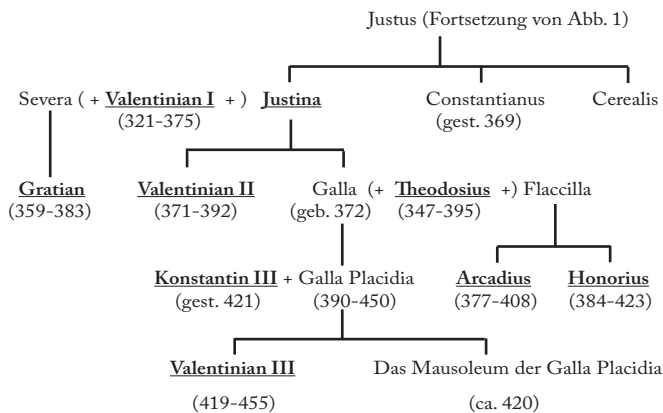 Justus (Fortsetzung von Abb. 1)
Severa ( + Valentinian I + ) Justina Constantianus Cerealis
(321-375) (gest. 369)
Gratian Valentinian II Galla (+ Theodosius +) Flaccilla
(359-383) (371-392) (geb. 372) (347-395)
Konstantin III + Galla Placidia Arcadius Honorius
(gest. 421) (390-450) (377-408) (384-423)
Valentinian III Das Mausoleum der Galla Placidia
(419-455) (ca. 420)